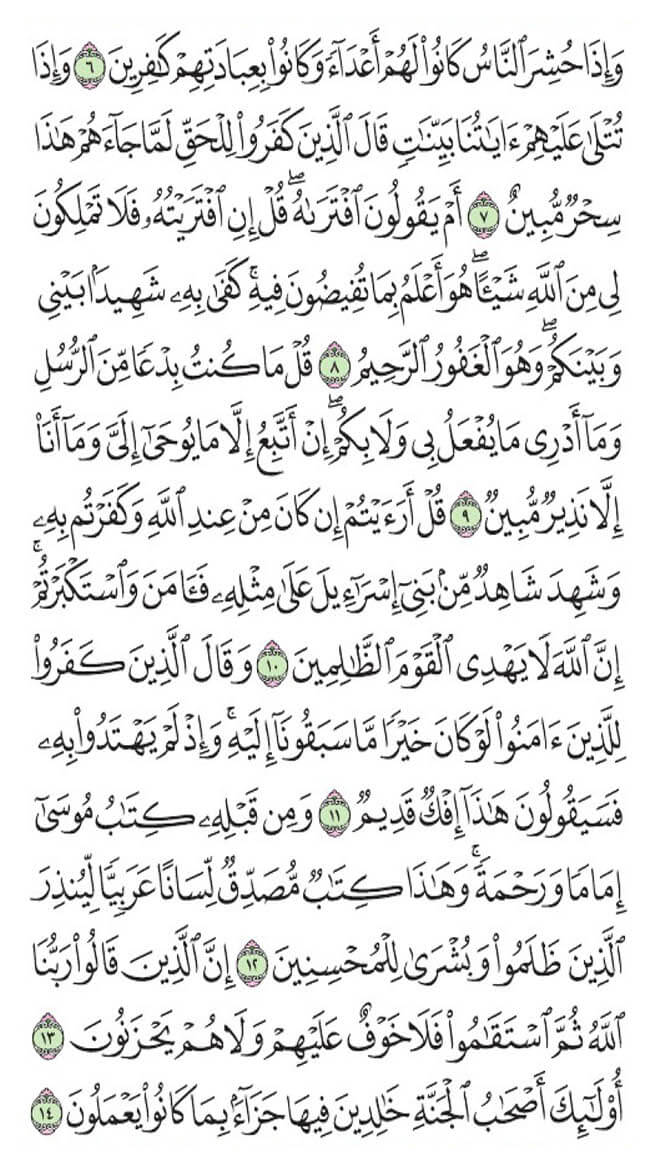 وَإِذَا حُشِرَ ٱلنَّاسُ كَانُوا۟ لَهُمْ أَعْدَآءً وَكَانُوا۟ بِعِبَادَتِهِمْ كَـٰفِرِينَ ٦ وَإِذَا
تُتْلَىٰ عَلَيْهِمْ ءَايَـٰتُنَا بَيِّنَـٰتٍ قَالَ ٱلَّذِينَ كَفَرُوا۟ لِلْحَقِّ لَمَّا جَآءَهُمْ هَـٰذَا
سِحْرٌ مُّبِينٌ ٧ أَمْ يَقُولُونَ ٱفْتَرَىٰهُ ۖ قُلْ إِنِ ٱفْتَرَيْتُهُۥ فَلَا تَمْلِكُونَ
لِى مِنَ ٱللَّهِ شَيْـًٔا ۖ هُوَ أَعْلَمُ بِمَا تُفِيضُونَ فِيهِ ۚ كَفَىٰ بِهِۦ شَهِيدًۢا بَيْنِى
وَبَيْنَكُمْ ۖ وَهُوَ ٱلْغَفُورُ ٱلرَّحِيمُ ٨ قُلْ مَا كُنتُ بِدْعًا مِّنَ ٱلرُّسُلِ
وَمَآ أَدْرِى مَا يُفْعَلُ بِى وَلَا بِكُمْ ۖ إِنْ أَتَّبِعُ إِلَّا مَا يُوحَىٰٓ إِلَىَّ وَمَآ أَنَا۠
إِلَّا نَذِيرٌ مُّبِينٌ ٩ قُلْ أَرَءَيْتُمْ إِن كَانَ مِنْ عِندِ ٱللَّهِ وَكَفَرْتُم بِهِۦ
وَشَهِدَ شَاهِدٌ مِّنۢ بَنِىٓ إِسْرَٰٓءِيلَ عَلَىٰ مِثْلِهِۦ فَـَٔامَنَ وَٱسْتَكْبَرْتُمْ ۖ
إِنَّ ٱللَّهَ لَا يَهْدِى ٱلْقَوْمَ ٱلظَّـٰلِمِينَ ١٠ وَقَالَ ٱلَّذِينَ كَفَرُوا۟
لِلَّذِينَ ءَامَنُوا۟ لَوْ كَانَ خَيْرًا مَّا سَبَقُونَآ إِلَيْهِ ۚ وَإِذْ لَمْ يَهْتَدُوا۟ بِهِۦ
فَسَيَقُولُونَ هَـٰذَآ إِفْكٌ قَدِيمٌ ١١ وَمِن قَبْلِهِۦ كِتَـٰبُ مُوسَىٰٓ
إِمَامًا وَرَحْمَةً ۚ وَهَـٰذَا كِتَـٰبٌ مُّصَدِّقٌ لِّسَانًا عَرَبِيًّا لِّيُنذِرَ
ٱلَّذِينَ ظَلَمُوا۟ وَبُشْرَىٰ لِلْمُحْسِنِينَ ١٢ إِنَّ ٱلَّذِينَ قَالُوا۟ رَبُّنَا
ٱللَّهُ ثُمَّ ٱسْتَقَـٰمُوا۟ فَلَا خَوْفٌ عَلَيْهِمْ وَلَا هُمْ يَحْزَنُونَ ١٣
أُو۟لَـٰٓئِكَ أَصْحَـٰبُ ٱلْجَنَّةِ خَـٰلِدِينَ فِيهَا جَزَآءًۢ بِمَا كَانُوا۟ يَعْمَلُونَ ١٤